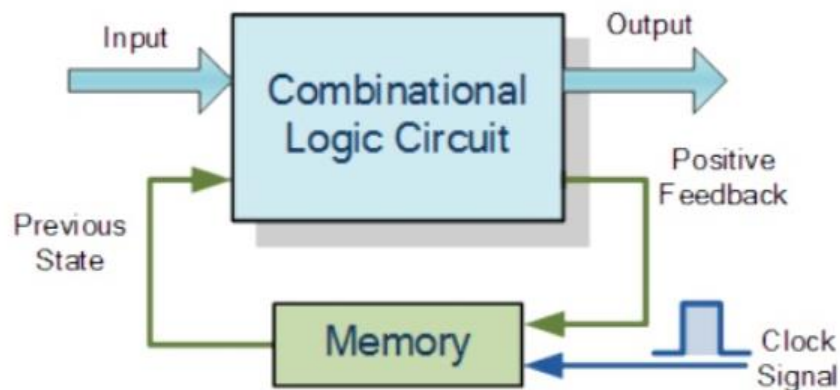 Input
Output
Combinational
Logic Circuit
Positive
Feedback
Previous
State
Memory
Clock
Signal